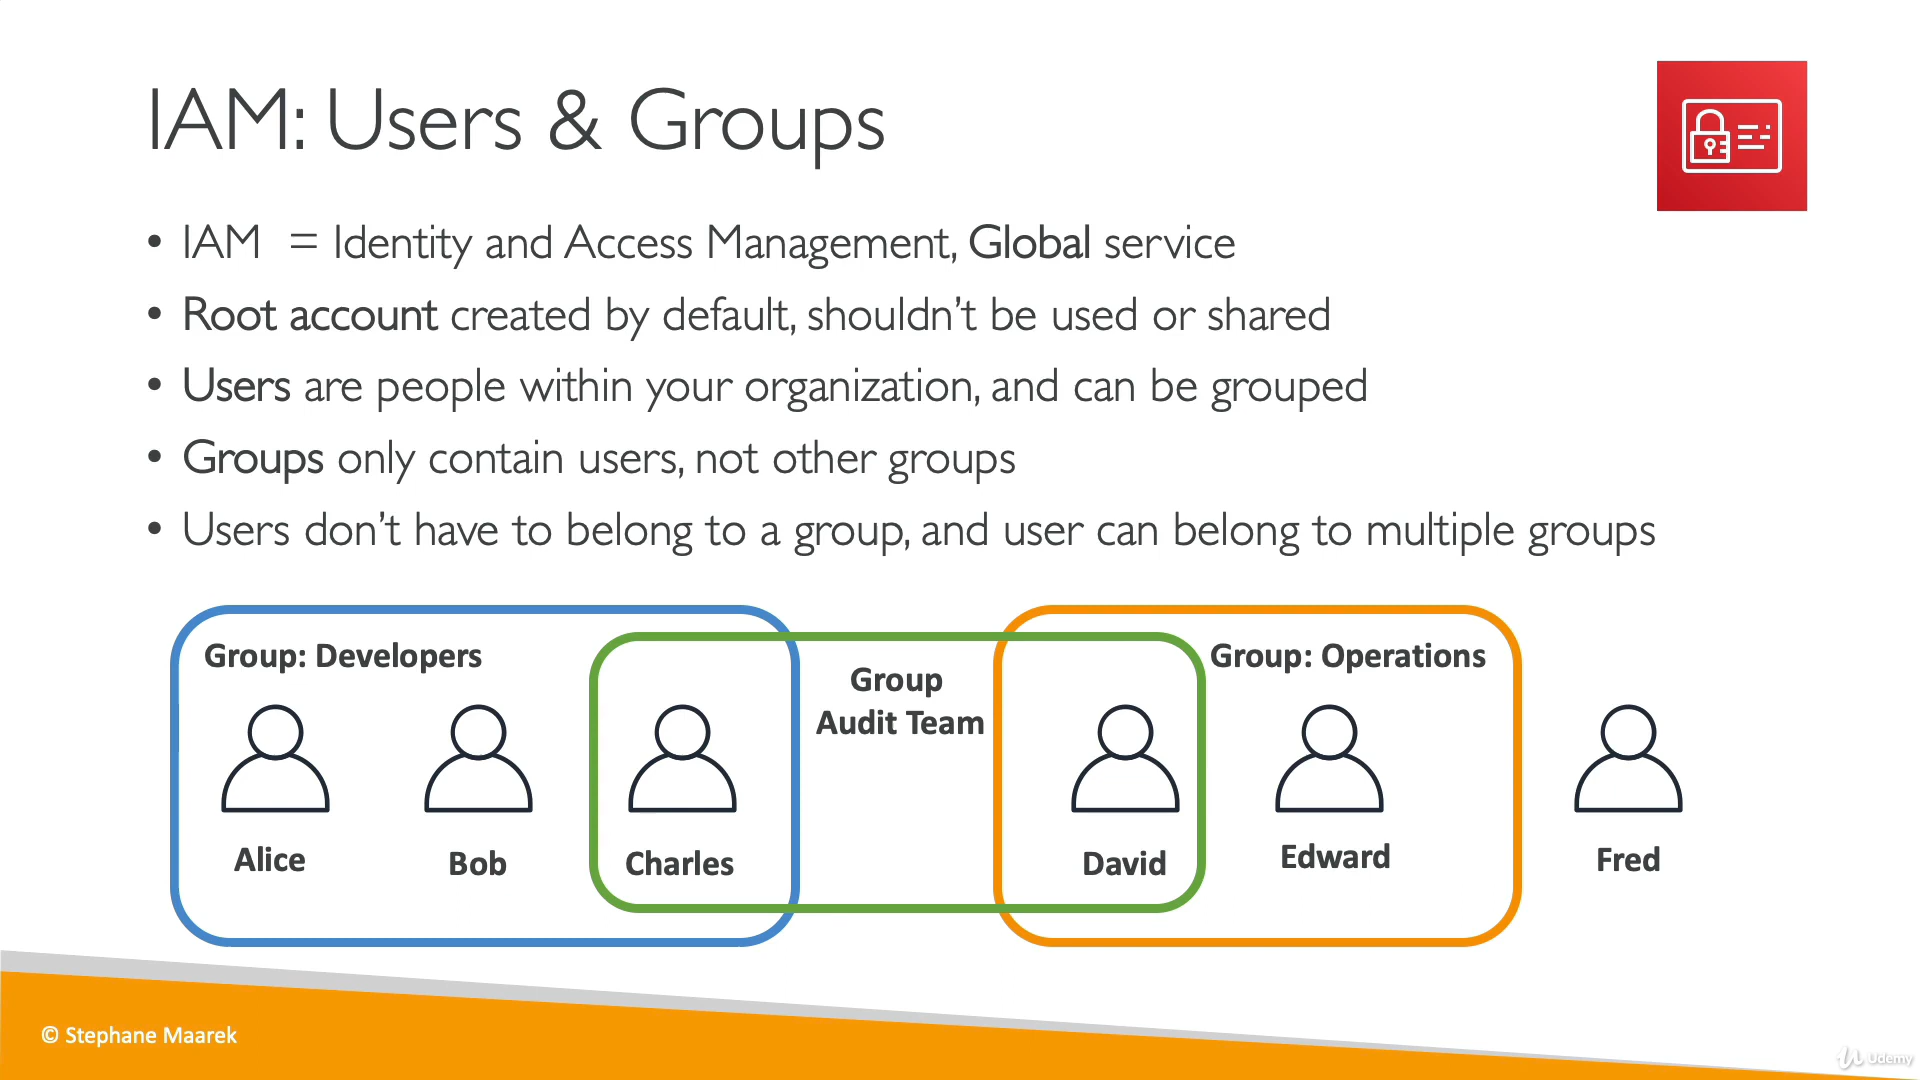 IAM: Users & Groups
• IAM = Identity and Access Management, Global service
• Root account created by default, shouldn't be used or shared
• Users are people within your organization, and can be grouped
• Groups only contain users, not other groups
• Users don't have to belong to a group, and user can belong to multiple groups
Group: Developers
Group
Audit Team
Group: Operations
Alice
Bob
Charles
David
Edward
Fred
© Stephane Maarek
Udemy